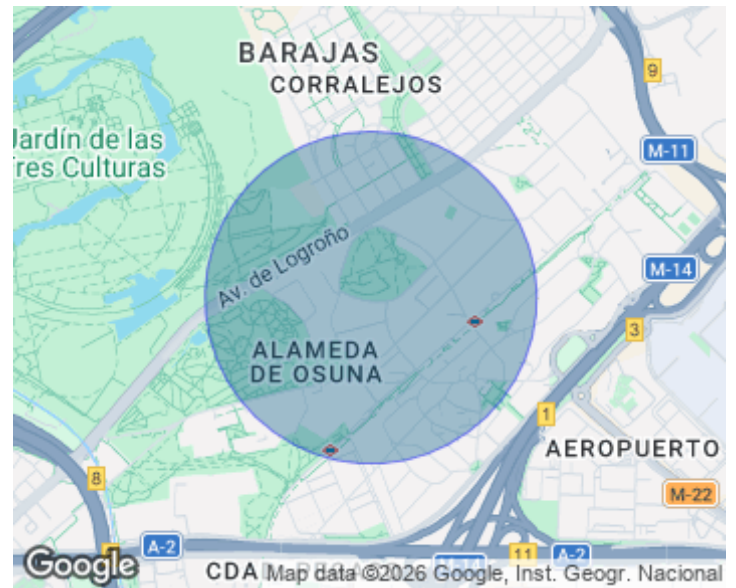 BARAJAS
CORRALEJOS
9
Jardín de las
Tres Culturas
M-11
Av. de Logroño
M-14
3
ALAMEDA
DE OSUNA
1
AEROPUERTO
8
M-22
A-2
11
A-2
Google
CDA
Map data ©2026 Google, Inst. Geogr. Nacional